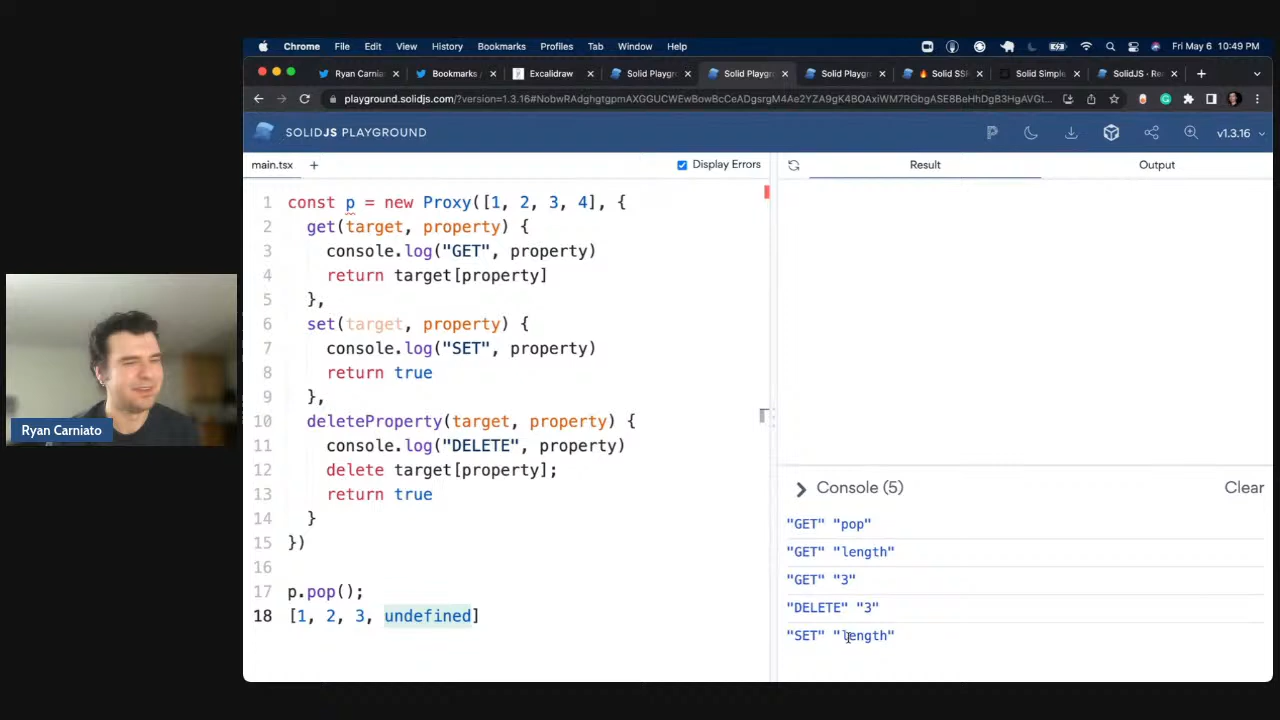 Chrome File Edit View History Bookmarks Profiles Tab Window Help Fri May 6 10:49 PM
Ryan Carnia Bookmarks / Excalidraw Solid Playgr Solid Playgr Solid Playgr Solid SSR Solid Simple SolidJS · Re
playground.solidjs.com/?version=1.3.16#NobwRAdghgtgpmAXGGUCWEwBowBcCeADgsrgM4Ae2YZA9gK4BOAxiWM7RGbgASE8BeHhDgB3HgAVGt...
SOLIDJS PLAYGROUND v1.3.16
main.tsx + Display Errors Result Output
1 const p = new Proxy([1, 2, 3, 4], {
2 get(target, property) {
3 console.log("GET", property)
4 return target[property]
5 },
6 set(target, property) {
7 console.log("SET", property)
8 return true
9 },
10 deleteProperty(target, property) {
11 console.log("DELETE", property)
12 delete target[property];
13 return true
14 }
15 })
16
17 p.pop();
18 [1, 2, 3, undefined]
Console (5) Clear
"GET" "pop"
"GET" "length"
"GET" "3"
"DELETE" "3"
"SET" "length"
Ryan Carniato